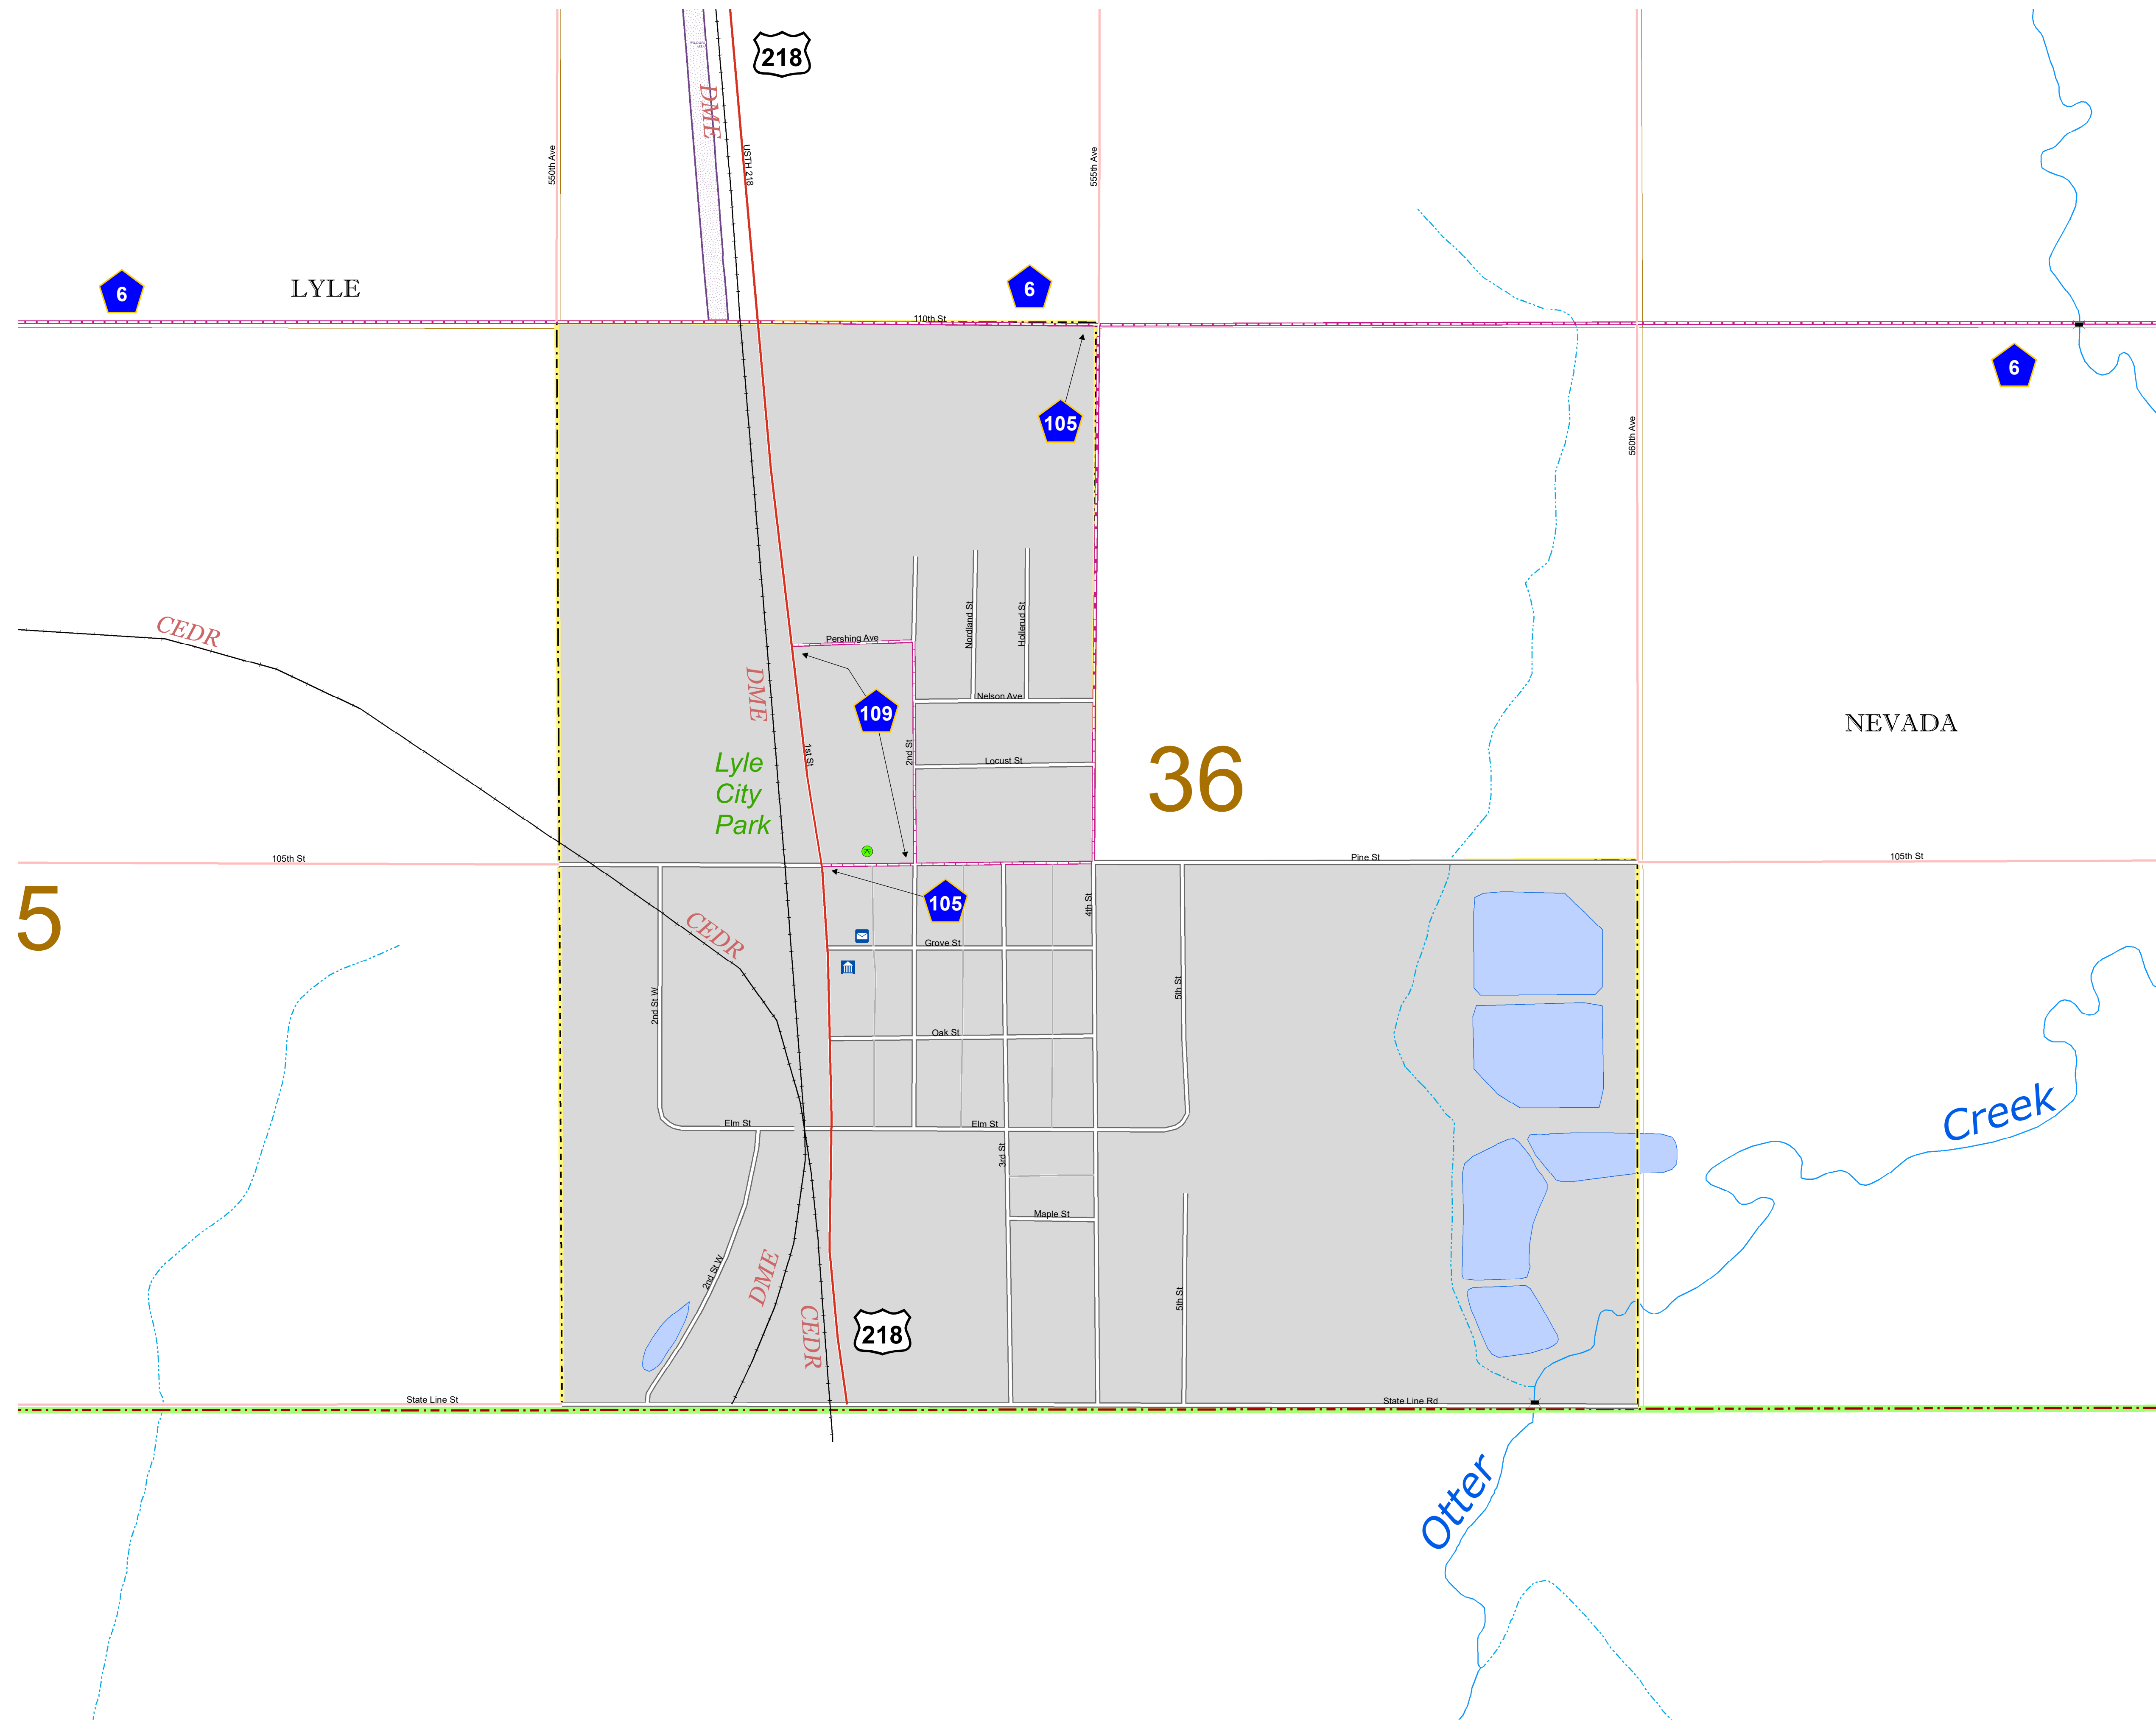 218
DME
USTH 218
550th Ave
555th Ave
6
LYLE
6
110th St
6
105
560th Ave
CEDR
Nordland St
Hollerud St
Pershing Ave
DME
Nelson Ave
109
NEVADA
1st St
2nd St
Locust St
Lyle
City
Park
36
105th St
Pine St
105th St
5
105
4th St
CEDR
Grove St
2nd St W
5th St
Oak St
Elm St
Elm St
3rd St
Creek
Maple St
2nd St W
DME
CEDR
218
5th St
State Line St
State Line Rd
Otter